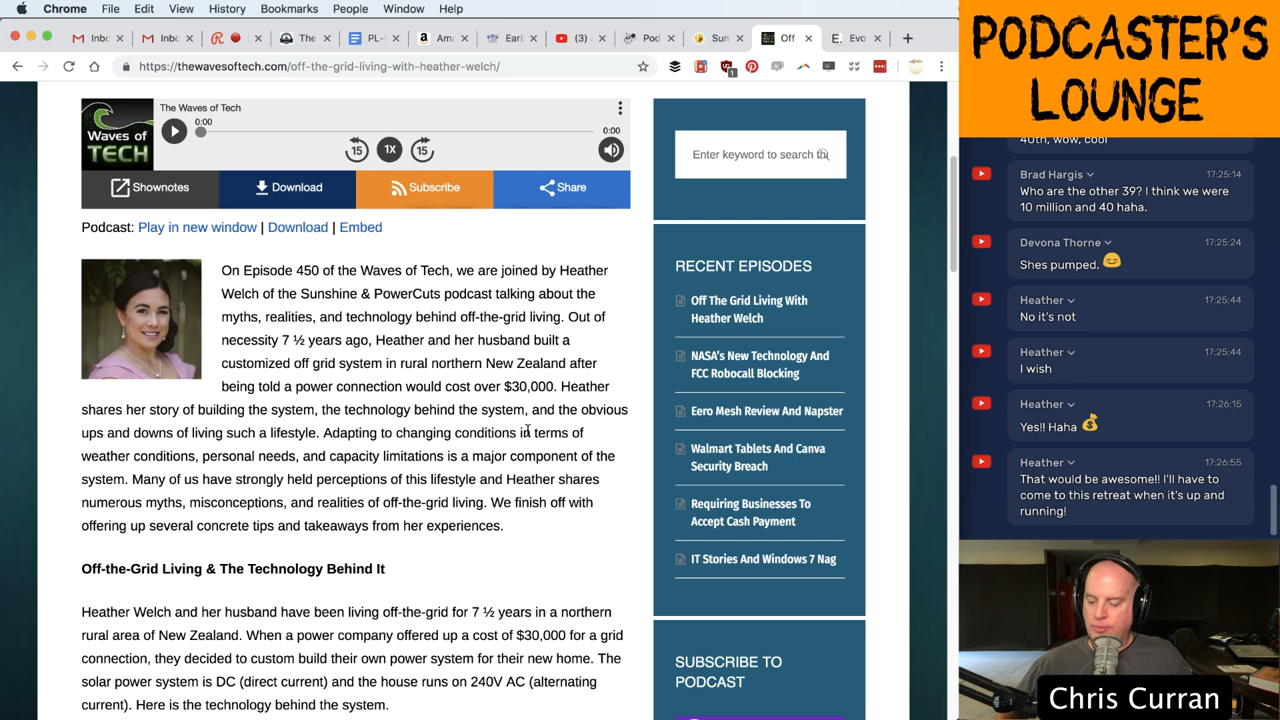 Chrome File Edit View History Bookmarks People Window Help
Inbo Inbo The PL- Ama Earl (3) Pod Sun Off Evo
https://thewavesoftech.com/off-the-grid-living-with-heather-welch/
1
Waves of
TECH
The Waves of Tech
0:00
0:00
15 1X 15
Shownotes Download Subscribe Share
Podcast: Play in new window | Download | Embed
On Episode 450 of the Waves of Tech, we are joined by Heather
Welch of the Sunshine & PowerCuts podcast talking about the
myths, realities, and technology behind off-the-grid living. Out of
necessity 7 ½ years ago, Heather and her husband built a
customized off grid system in rural northern New Zealand after
being told a power connection would cost over $30,000. Heather
shares her story of building the system, the technology behind the system, and the obvious
ups and downs of living such a lifestyle. Adapting to changing conditions in terms of
weather conditions, personal needs, and capacity limitations is a major component of the
system. Many of us have strongly held perceptions of this lifestyle and Heather shares
numerous myths, misconceptions, and realities of off-the-grid living. We finish off with
offering up several concrete tips and takeaways from her experiences.
Off-the-Grid Living & The Technology Behind It
Heather Welch and her husband have been living off-the-grid for 7 ½ years in a northern
rural area of New Zealand. When a power company offered up a cost of $30,000 for a grid
connection, they decided to custom build their own power system for their new home. The
solar power system is DC (direct current) and the house runs on 240V AC (alternating
current). Here is the technology behind the system.
Enter keyword to search th
RECENT EPISODES
Off The Grid Living With
Heather Welch
NASA's New Technology And
FCC Robocall Blocking
Eero Mesh Review And Napster
Walmart Tablets And Canva
Security Breach
Requiring Businesses To
Accept Cash Payment
IT Stories And Windows 7 Nag
SUBSCRIBE TO
PODCAST
PODCASTER'S
LOUNGE
40th, wow, cool
Brad Hargis 17:25:14
Who are the other 39? I think we were
10 million and 40 haha.
Devona Thorne 17:25:24
Shes pumped. 😊
Heather 17:25:44
No it's not
Heather 17:25:44
I wish
Heather 17:26:15
Yes!! Haha 💰
Heather 17:26:55
That would be awesome!! I'll have to
come to this retreat when it's up and
running!
Chris Curran